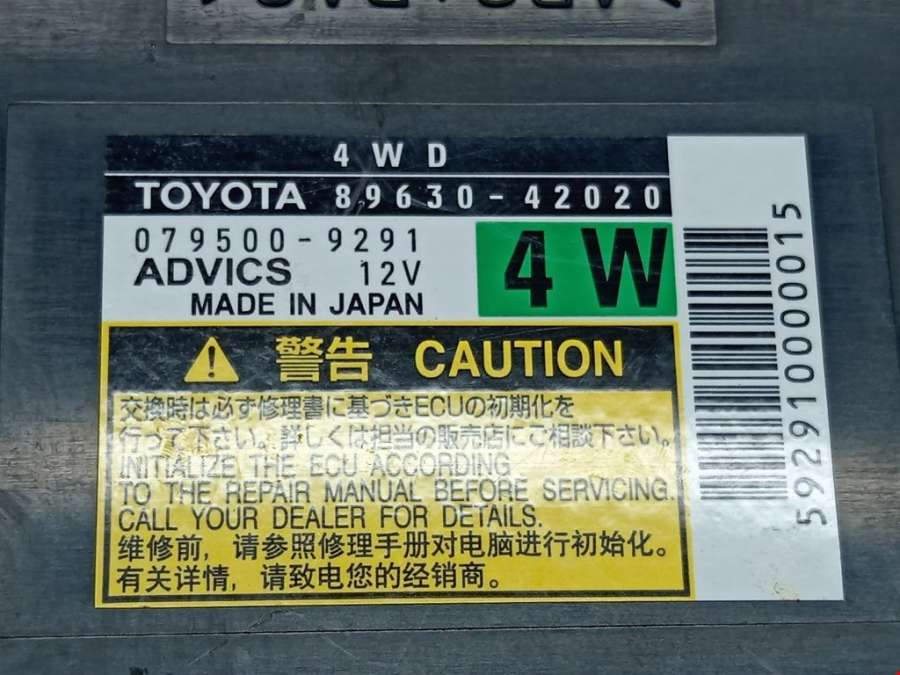 4WD
TOYOTA 89630-42020
079500-9291
ADVICS 12V
MADE IN JAPAN
4W
警告 CAUTION
交換時は必ず修理書に基づきECUの初期化を
行って下さい。詳しくは担当の販売店にご相談下さい。
INITIALIZE THE ECU ACCORDING
TO THE REPAIR MANUAL BEFORE SERVICING.
CALL YOUR DEALER FOR DETAILS.
维修前，请参照修理手册对电脑进行初始化。
有关详情，请致电您的经销商。
59291000015